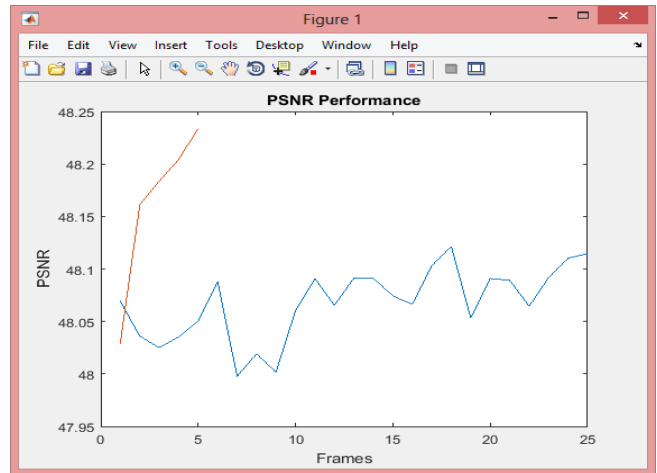 Figure 1
File Edit View Insert Tools Desktop Window Help
PSNR Performance
48.25
48.2
48.15
48.1
48.05
48
47.95
PSNR
0 5 10 15 20 25
Frames